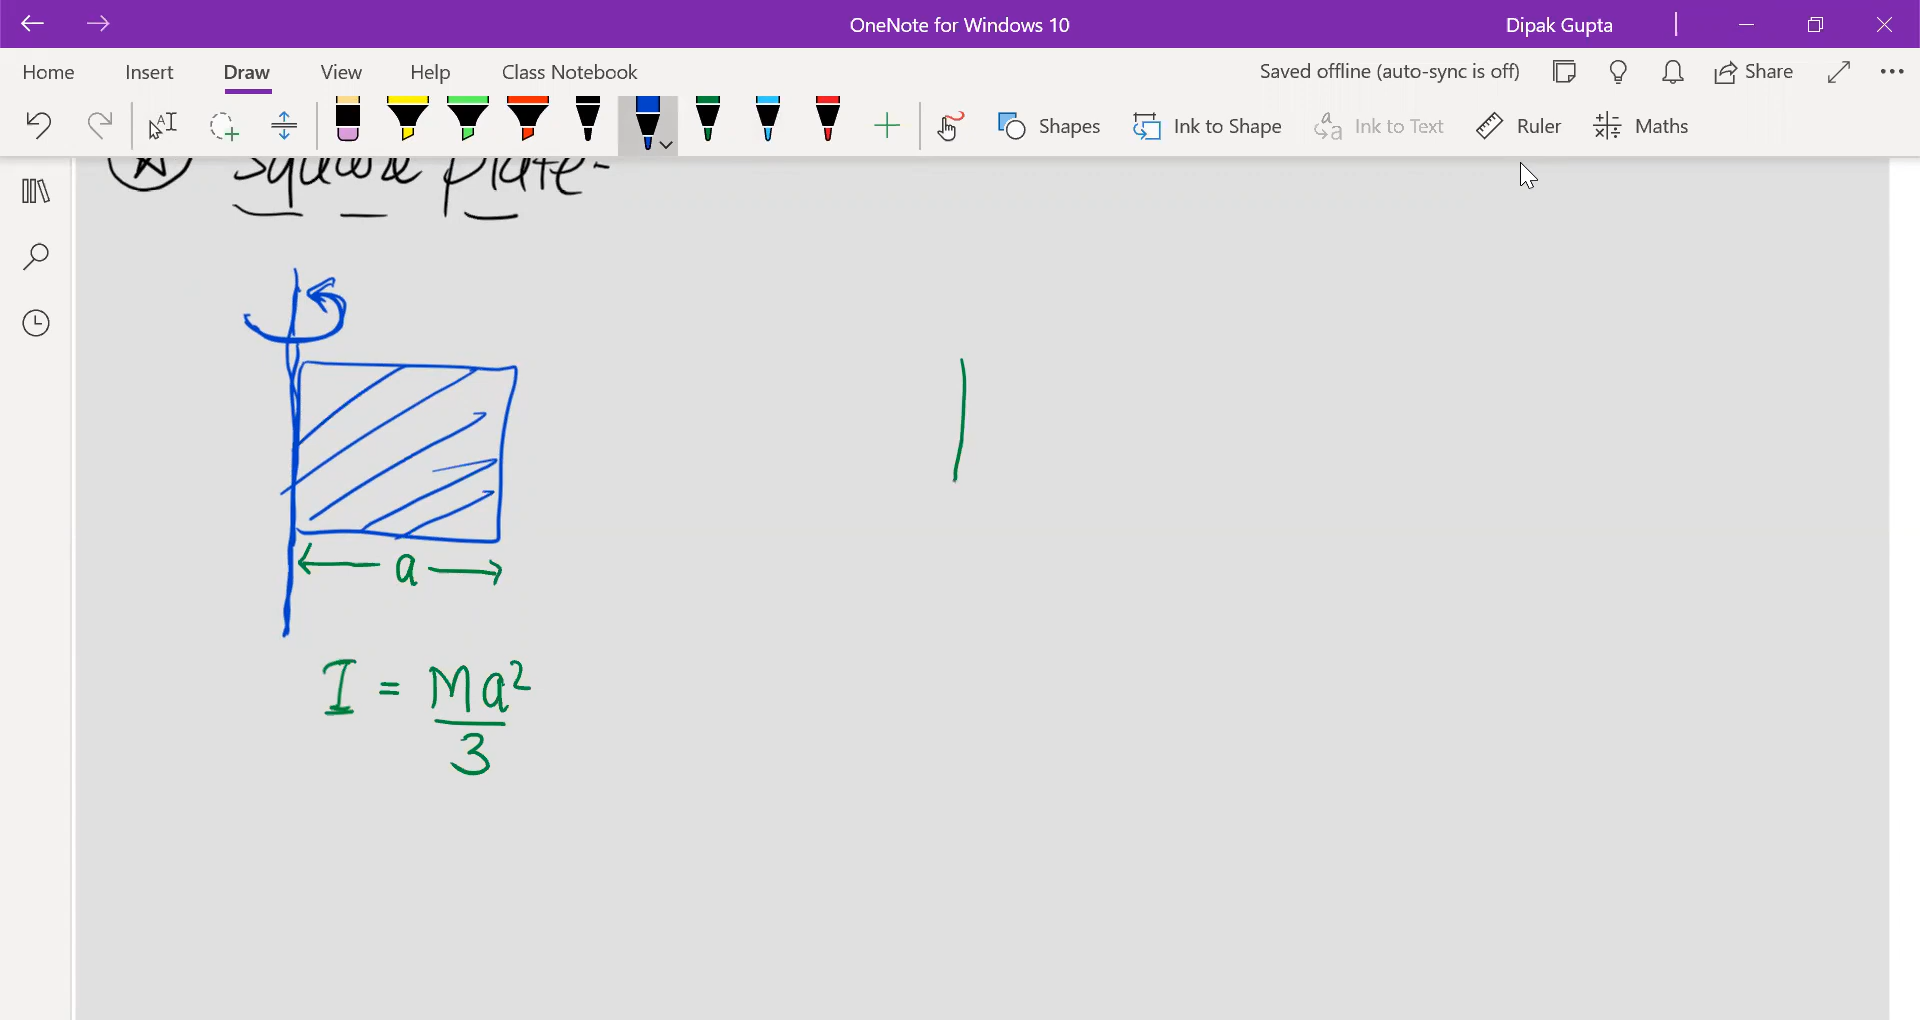 OneNote for Windows 10
Dipak Gupta
Home Insert Draw View Help Class Notebook
Saved offline (auto-sync is off) Share
Shapes Ink to Shape Ink to Text Ruler Maths
Square plate-
a
I = Ma²/3